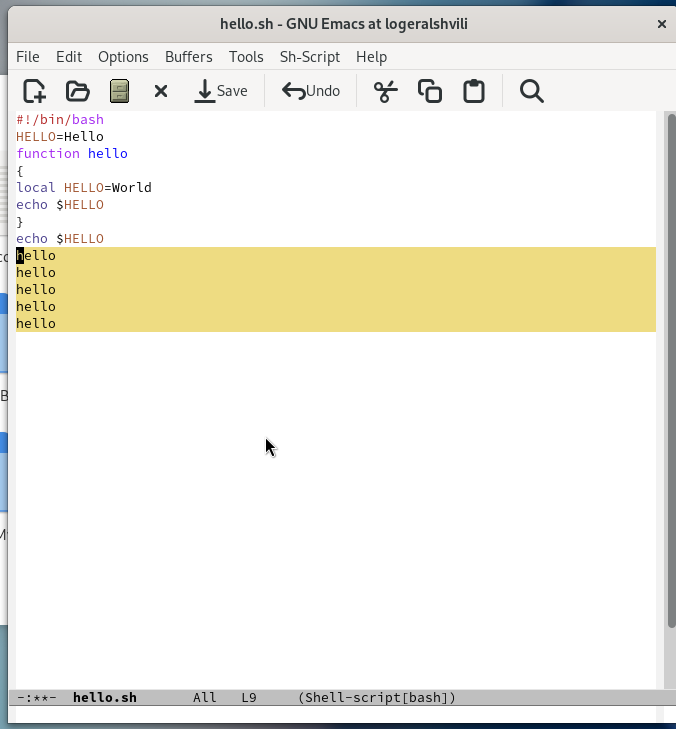 hello.sh - GNU Emacs at logeralshvili
File Edit Options Buffers Tools Sh-Script Help
Save Undo
#!/bin/bash
HELLO=Hello
function hello
{
local HELLO=World
echo $HELLO
}
echo $HELLO
hello
hello
hello
hello
hello
-:**- hello.sh All L9 (Shell-script[bash])